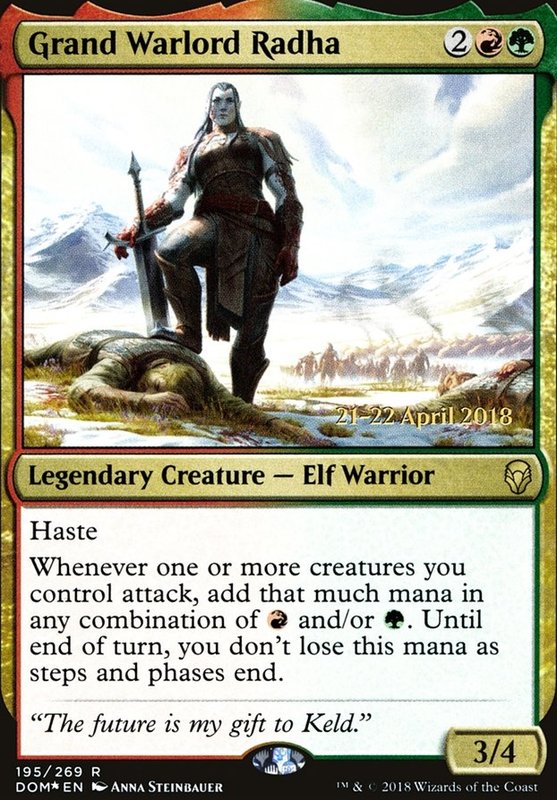 Grand Warlord Radha 2
21-22 April 2018
Legendary Creature — Elf Warrior
Haste
Whenever one or more creatures you
control attack, add that much mana in
any combination of and/or . Until
end of turn, you don't lose this mana as
steps and phases end.
“The future is my gift to Keld.”
3/4
195/269 R
DOM★EN Anna Steinbauer
™ & © 2018 Wizards of the Coast